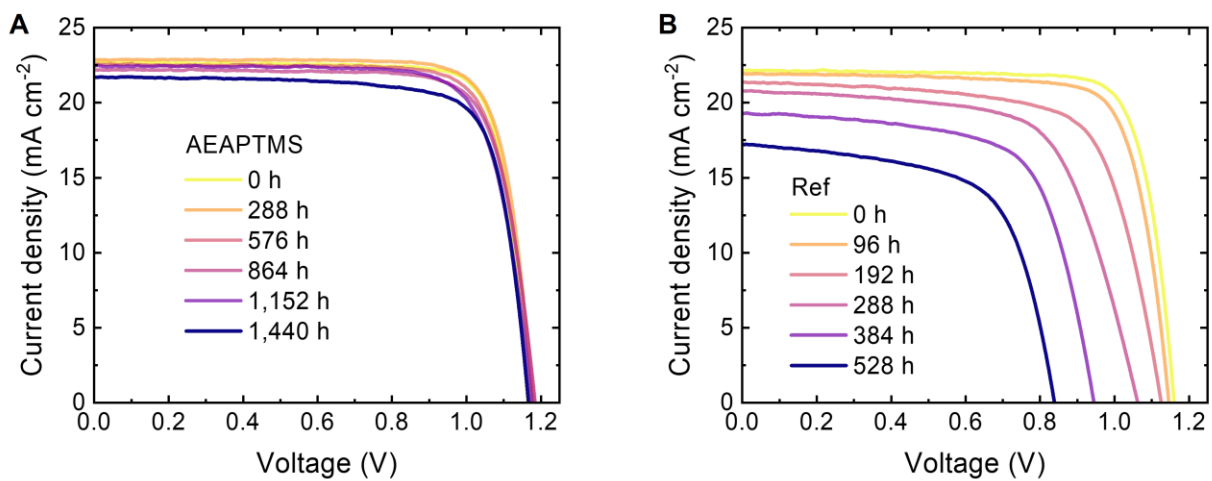 A
25
20
15
10
5
0
Current density (mA cm⁻²)
AEAPTMS
0 h
288 h
576 h
864 h
1,152 h
1,440 h
0.0 0.2 0.4 0.6 0.8 1.0 1.2
Voltage (V)
B
25
20
15
10
5
0
Current density (mA cm⁻²)
Ref
0 h
96 h
192 h
288 h
384 h
528 h
0.0 0.2 0.4 0.6 0.8 1.0 1.2
Voltage (V)